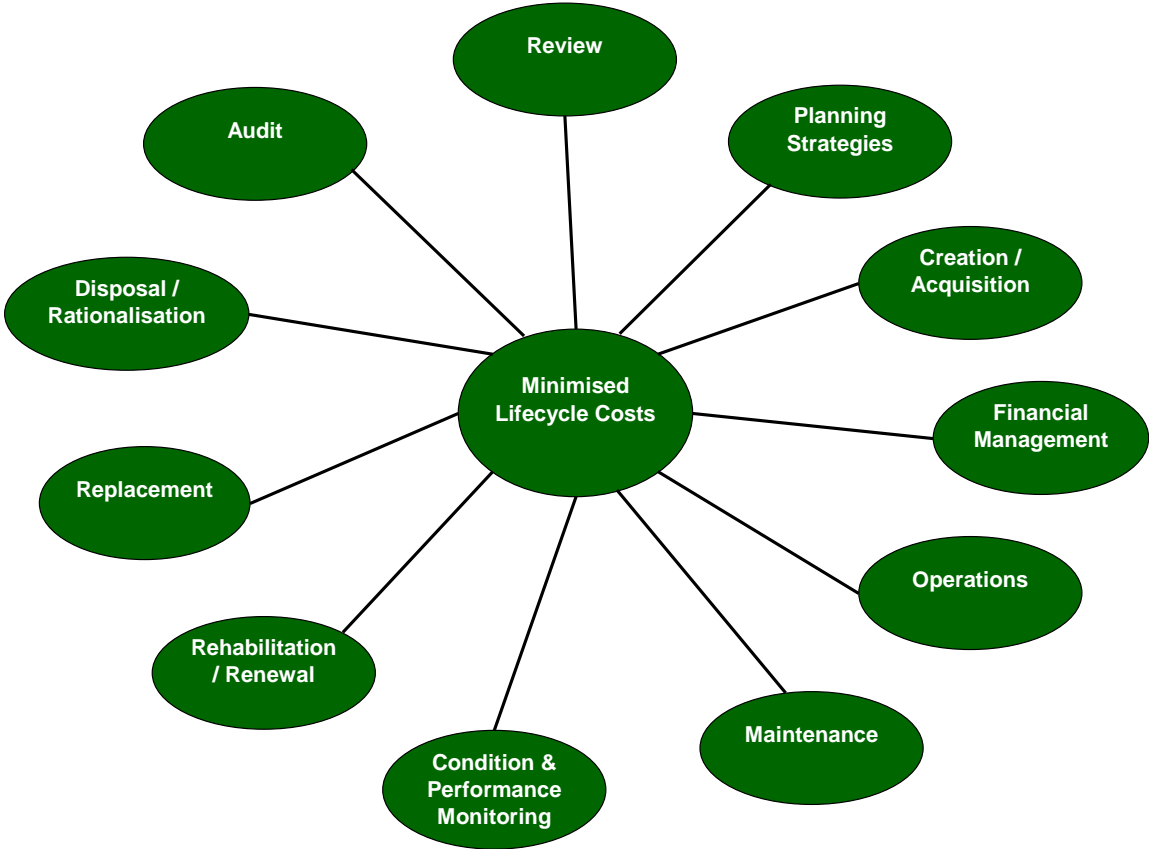 Review
Planning
Strategies
Audit
Creation /
Acquisition
Disposal /
Rationalisation
Minimised
Lifecycle Costs
Financial
Management
Replacement
Operations
Rehabilitation
/ Renewal
Maintenance
Condition &
Performance
Monitoring